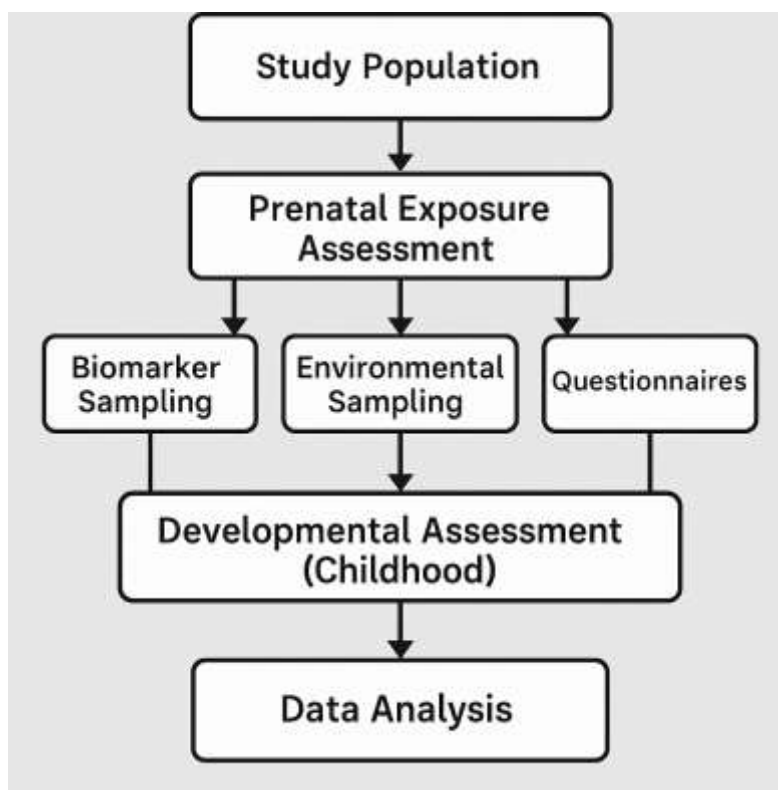 Study Population
Prenatal Exposure
Assessment
Biomarker
Sampling
Environmental
Sampling
Questionnaires
Developmental Assessment
(Childhood)
Data Analysis